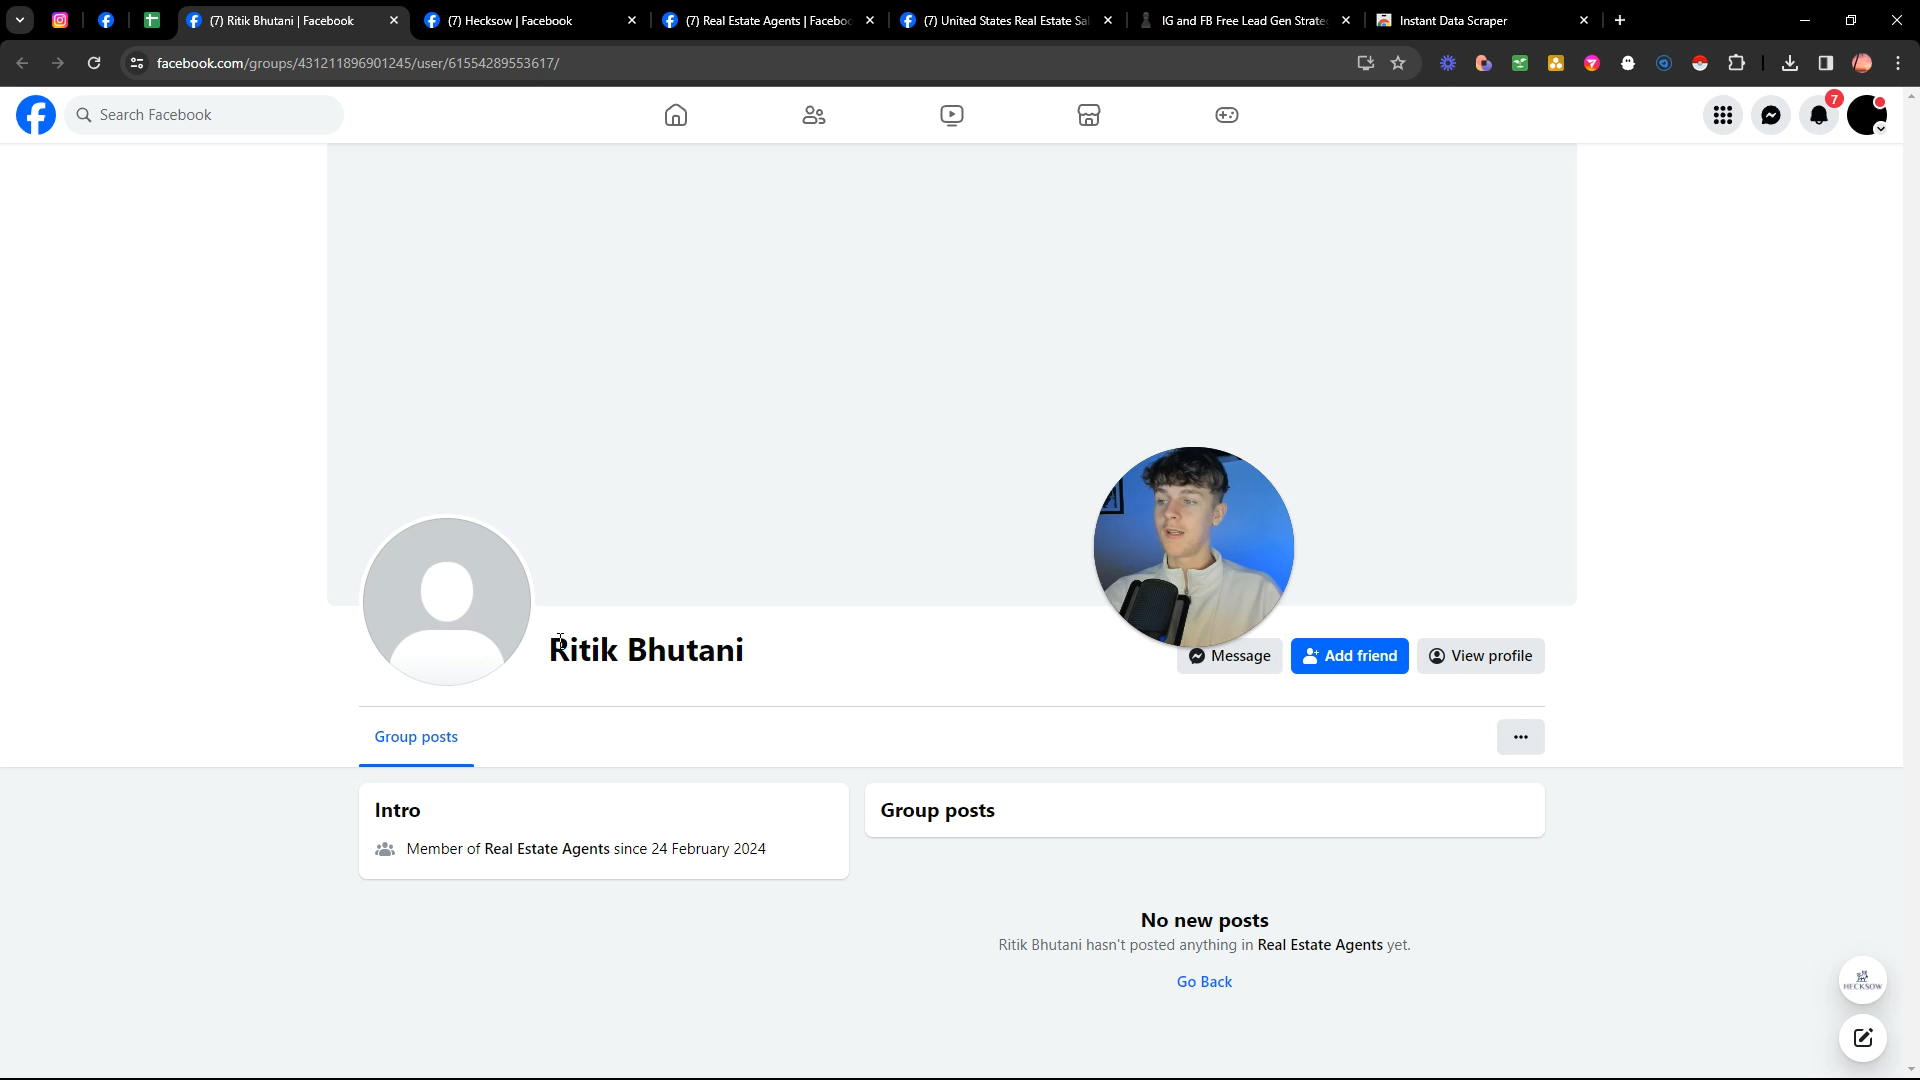 (7) Ritik Bhutani | Facebook
(7) Hecksow | Facebook
(7) Real Estate Agents | Faceboo
(7) United States Real Estate Sal
IG and FB Free Lead Gen Strate
Instant Data Scraper
facebook.com/groups/431211896901245/user/61554289553617/
Search Facebook
7
Ritik Bhutani
Message
Add friend
View profile
Group posts
Intro
Member of Real Estate Agents since 24 February 2024
Group posts
No new posts
Ritik Bhutani hasn't posted anything in Real Estate Agents yet.
Go Back
HECKSOW